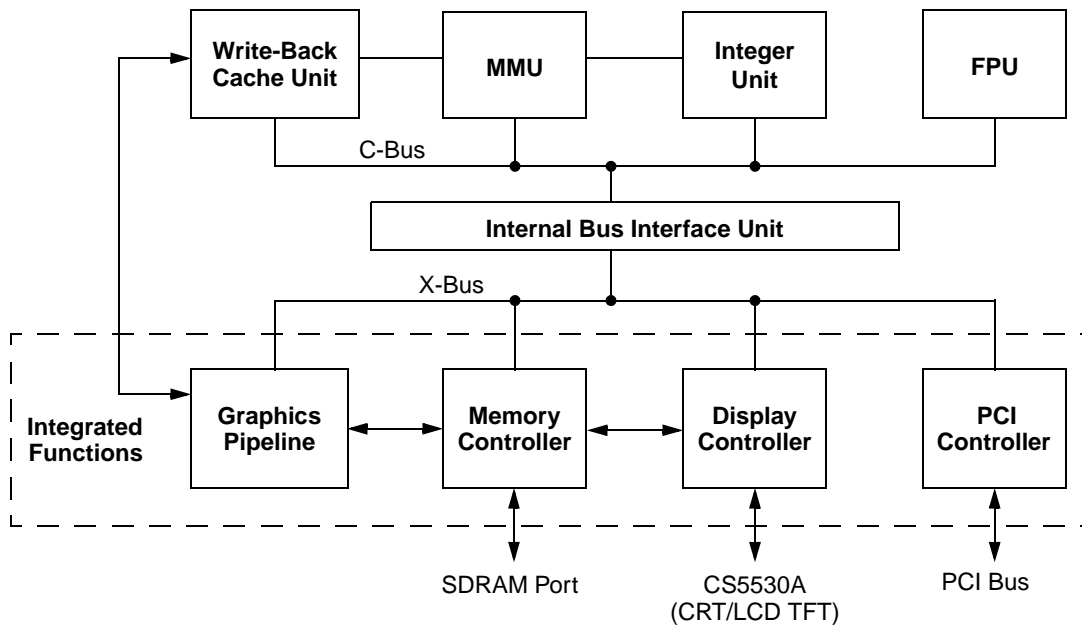 Write-Back
Cache Unit
MMU
Integer
Unit
FPU
C-Bus
Internal Bus Interface Unit
X-Bus
Integrated
Functions
Graphics
Pipeline
Memory
Controller
Display
Controller
PCI
Controller
SDRAM Port
CS5530A
(CRT/LCD TFT)
PCI Bus